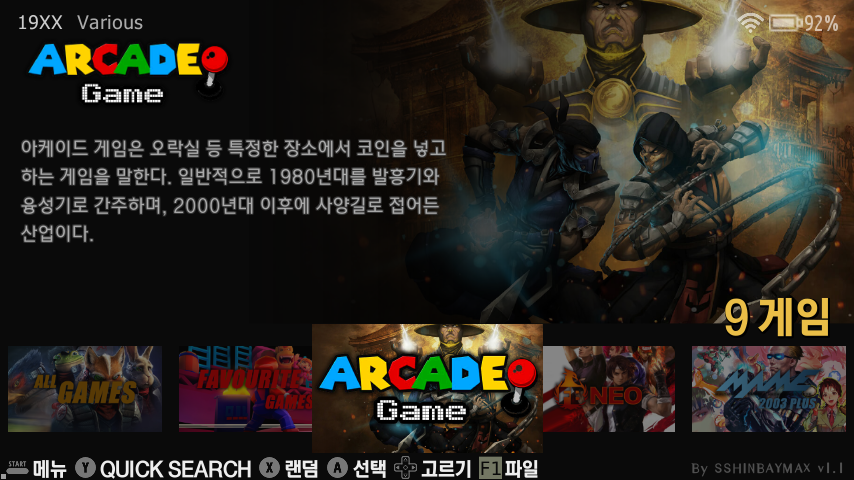 19XX Various
92%
ARCADE
Game
아케이드 게임은 오락실 등 특정한 장소에서 코인을 넣고
하는 게임을 말한다. 일반적으로 1980년대를 발흥기와
융성기로 간주하며, 2000년대 이후에 사양길로 접어든
산업이다.
9 게임
ALL
GAMES
FAVOURITE
GAMES
ARCADE
Game
NEO
MAME
2003 PLUS
START 메뉴 Y QUICK SEARCH X 랜덤 A 선택 고르기 F1 파일
By SSHINBAYMAX v1.1